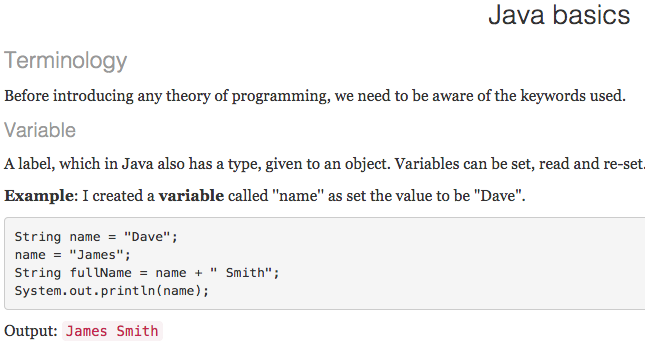 Java basics
Terminology
Before introducing any theory of programming, we need to be aware of the keywords used.
Variable
A label, which in Java also has a type, given to an object. Variables can be set, read and re-set.
Example: I created a variable called "name" as set the value to be "Dave".
String name = "Dave";
name = "James";
String fullName = name + " Smith";
System.out.println(name);
Output: James Smith